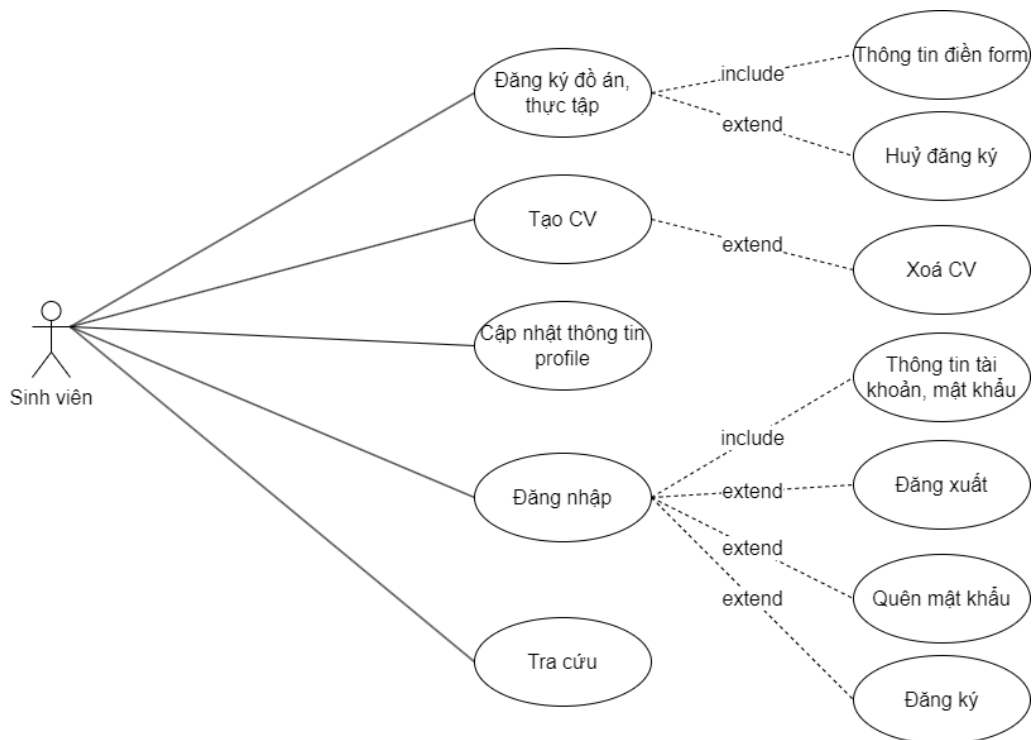 Thông tin điền form
Đăng ký đồ án,
thực tập
include
extend
Huỷ đăng ký
Tạo CV
extend
Xoá CV
Cập nhật thông tin
profile
Sinh viên
Thông tin tài
khoản, mật khẩu
include
Đăng nhập
extend
Đăng xuất
extend
Quên mật khẩu
extend
Tra cứu
Đăng ký